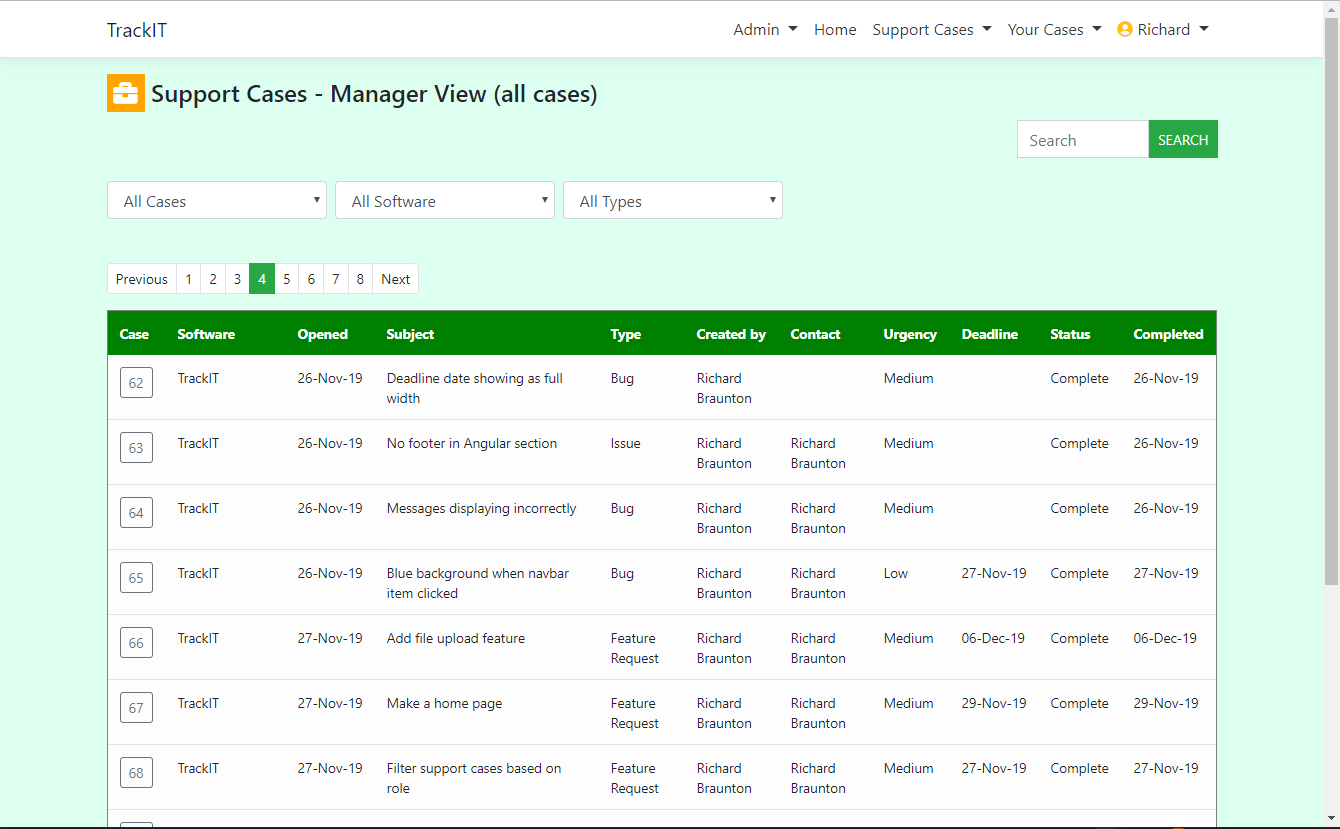 TrackIT Admin Home Support Cases Your Cases Richard
Support Cases - Manager View (all cases)
Search SEARCH
All Cases All Software All Types
Previous 1 2 3 4 5 6 7 8 Next
Case Software Opened Subject Type Created by Contact Urgency Deadline Status Completed
62 TrackIT 26-Nov-19 Deadline date showing as full Bug Richard Medium Complete 26-Nov-19
width Braunton
63 TrackIT 26-Nov-19 No footer in Angular section Issue Richard Richard Medium Complete 26-Nov-19
Braunton Braunton
64 TrackIT 26-Nov-19 Messages displaying incorrectly Bug Richard Richard Medium Complete 26-Nov-19
Braunton Braunton
65 TrackIT 26-Nov-19 Blue background when navbar Bug Richard Richard Low 27-Nov-19 Complete 27-Nov-19
item clicked Braunton Braunton
66 TrackIT 27-Nov-19 Add file upload feature Feature Richard Richard Medium 06-Dec-19 Complete 06-Dec-19
Request Braunton Braunton
67 TrackIT 27-Nov-19 Make a home page Feature Richard Richard Medium 29-Nov-19 Complete 29-Nov-19
Request Braunton Braunton
68 TrackIT 27-Nov-19 Filter support cases based on Feature Richard Richard Medium 27-Nov-19 Complete 27-Nov-19
role Request Braunton Braunton